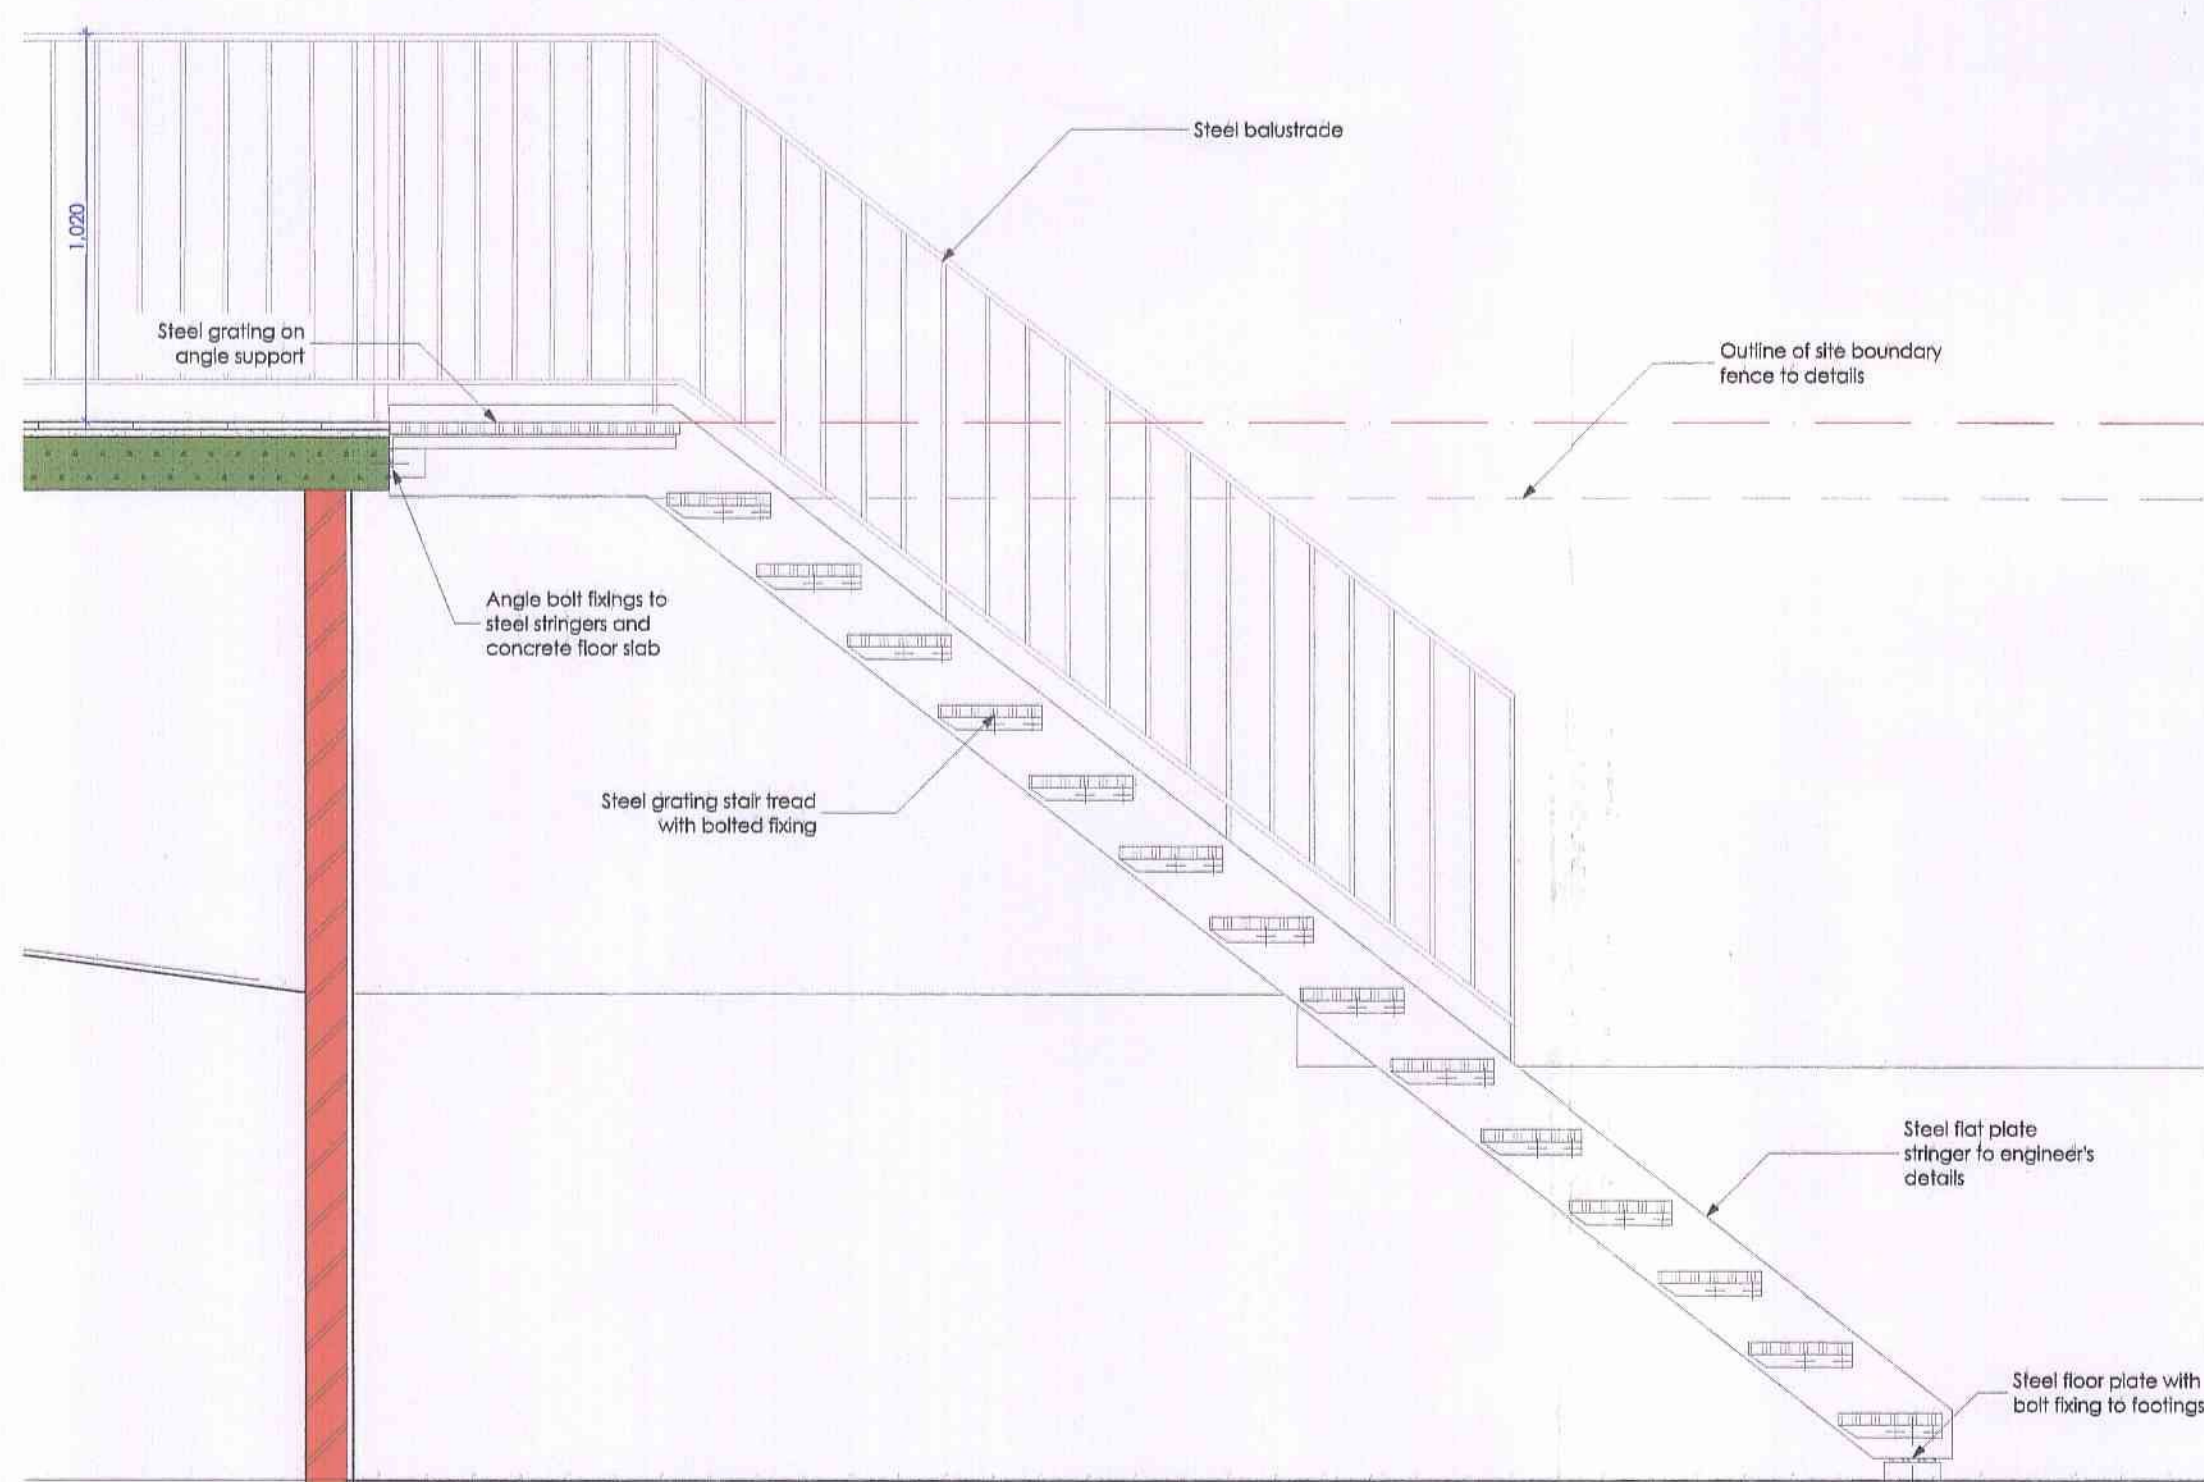 Steel balustrade
1,020
Steel grating on
angle support
Outline of site boundary
fence to details
Angle bolt fixings to
steel stringers and
concrete floor slab
Steel grating stair tread
with bolted fixing
Steel flat plate
stringer to engineer's
details
Steel floor plate with
bolt fixing to footings